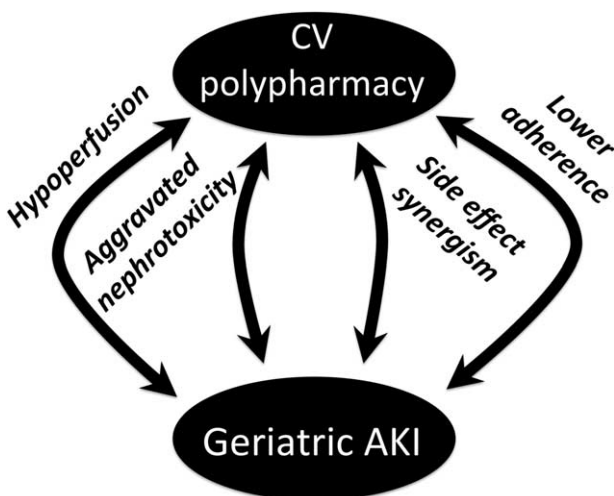 CV
polypharmacy
Hypoperfusion
Aggravated
nephrotoxicity
Side effect
synergism
Lower
adherence
Geriatric AKI